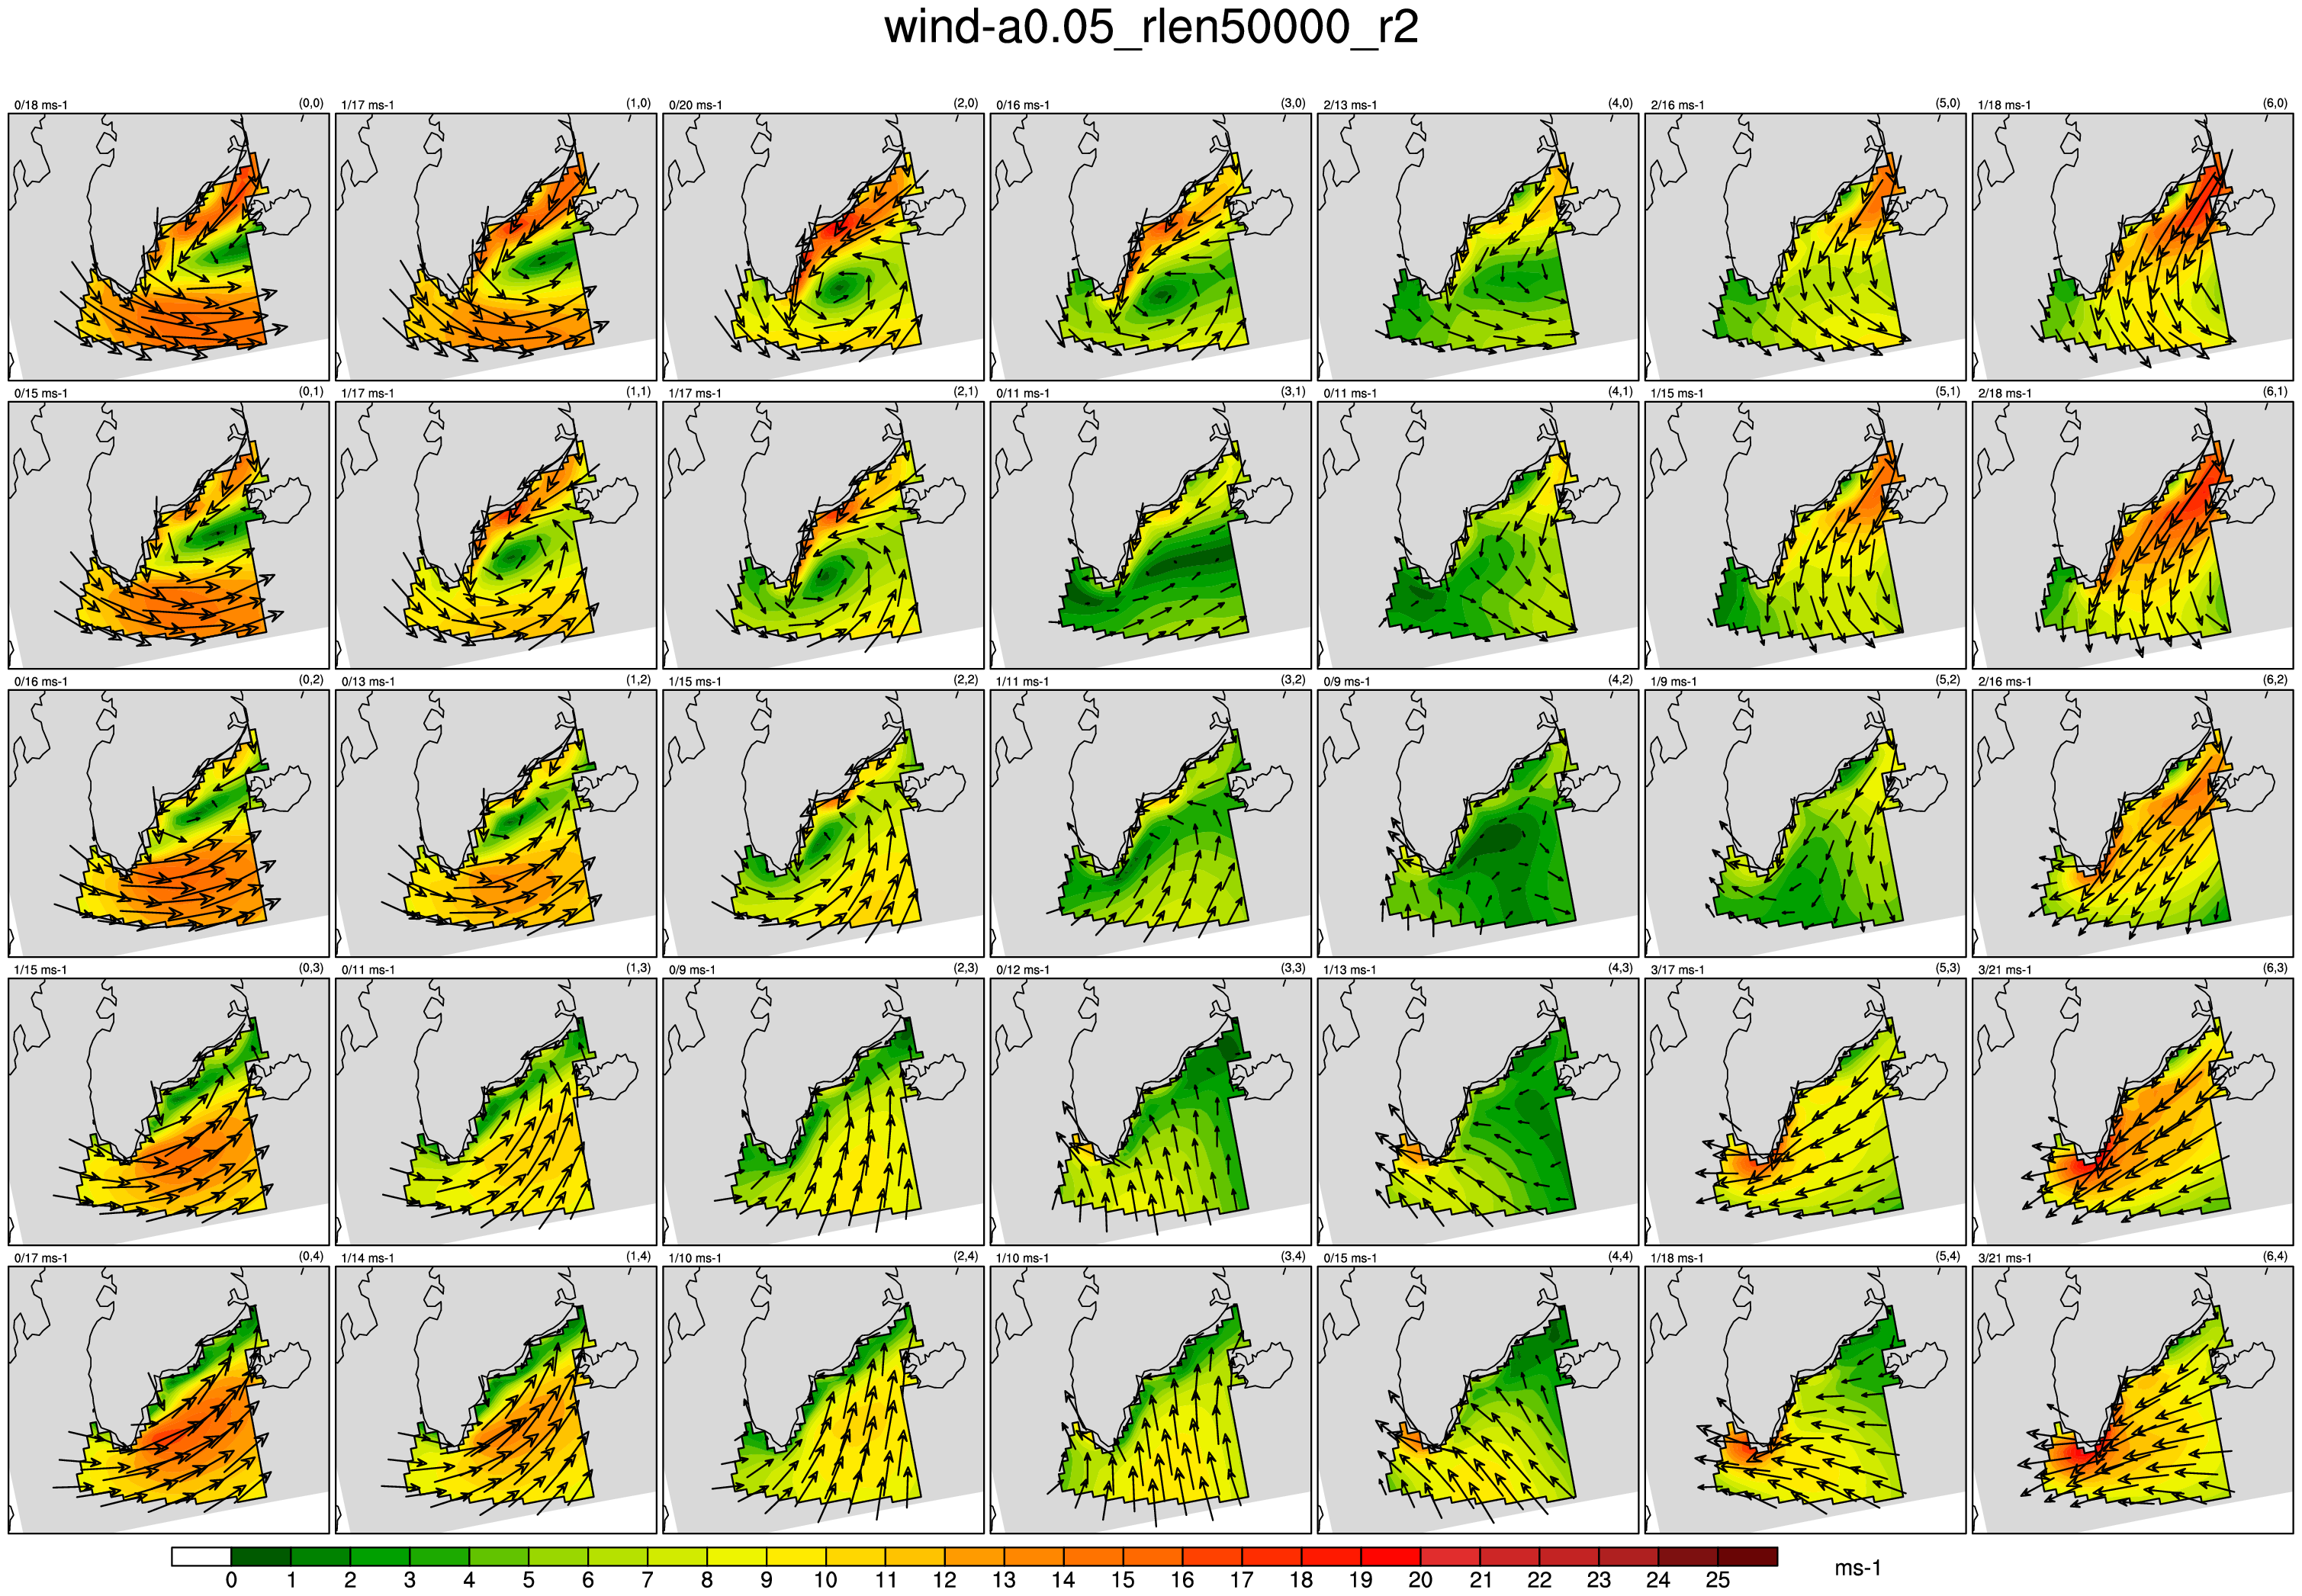 wind-a0.05_rlen50000_r2
0/18 ms-1 (0,0) 1/17 ms-1 (1,0) 0/20 ms-1 (2,0) 0/16 ms-1 (3,0) 2/13 ms-1 (4,0) 2/16 ms-1 (5,0) 1/18 ms-1 (6,0)
0/15 ms-1 (0,1) 1/17 ms-1 (1,1) 1/17 ms-1 (2,1) 0/11 ms-1 (3,1) 0/11 ms-1 (4,1) 1/15 ms-1 (5,1) 2/18 ms-1 (6,1)
0/16 ms-1 (0,2) 0/13 ms-1 (1,2) 1/15 ms-1 (2,2) 1/11 ms-1 (3,2) 0/9 ms-1 (4,2) 1/9 ms-1 (5,2) 2/16 ms-1 (6,2)
1/15 ms-1 (0,3) 0/11 ms-1 (1,3) 0/9 ms-1 (2,3) 0/12 ms-1 (3,3) 1/13 ms-1 (4,3) 3/17 ms-1 (5,3) 3/21 ms-1 (6,3)
0/17 ms-1 (0,4) 1/14 ms-1 (1,4) 1/10 ms-1 (2,4) 1/10 ms-1 (3,4) 0/15 ms-1 (4,4) 1/18 ms-1 (5,4) 3/21 ms-1 (6,4)
0 1 2 3 4 5 6 7 8 9 10 11 12 13 14 15 16 17 18 19 20 21 22 23 24 25 ms-1